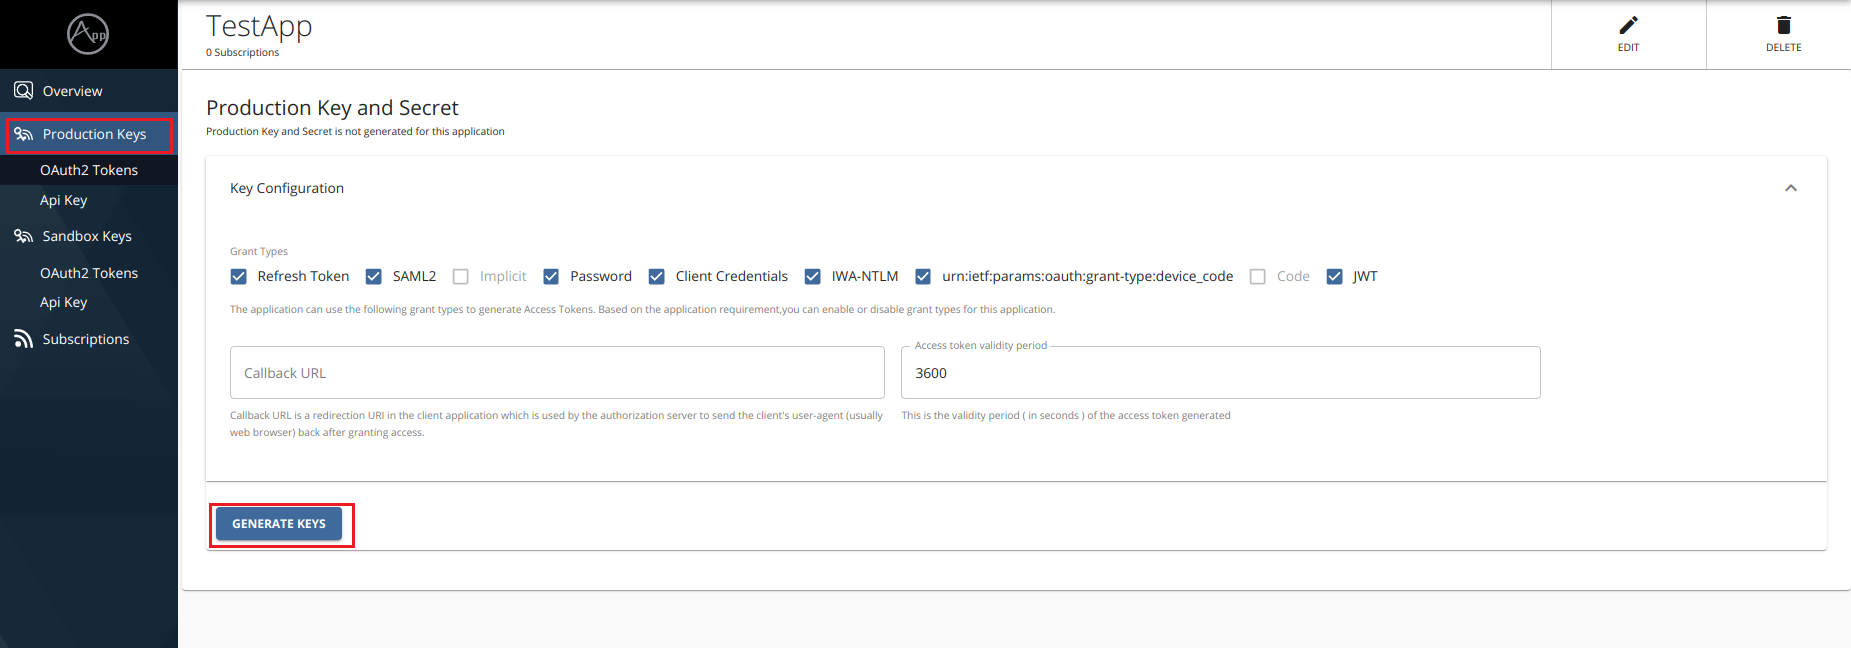 App
TestApp
0 Subscriptions
EDIT
DELETE
Overview
Production Keys
OAuth2 Tokens
Api Key
Sandbox Keys
OAuth2 Tokens
Api Key
Subscriptions
Production Key and Secret
Production Key and Secret is not generated for this application
Key Configuration
Grant Types
Refresh Token SAML2 Implicit Password Client Credentials IWA-NTLM urn:ietf:params:oauth:grant-type:device_code Code JWT
The application can use the following grant types to generate Access Tokens. Based on the application requirement,you can enable or disable grant types for this application.
Callback URL
Callback URL is a redirection URI in the client application which is used by the authorization server to send the client's user-agent (usually
web browser) back after granting access.
Access token validity period
3600
This is the validity period ( in seconds ) of the access token generated
GENERATE KEYS